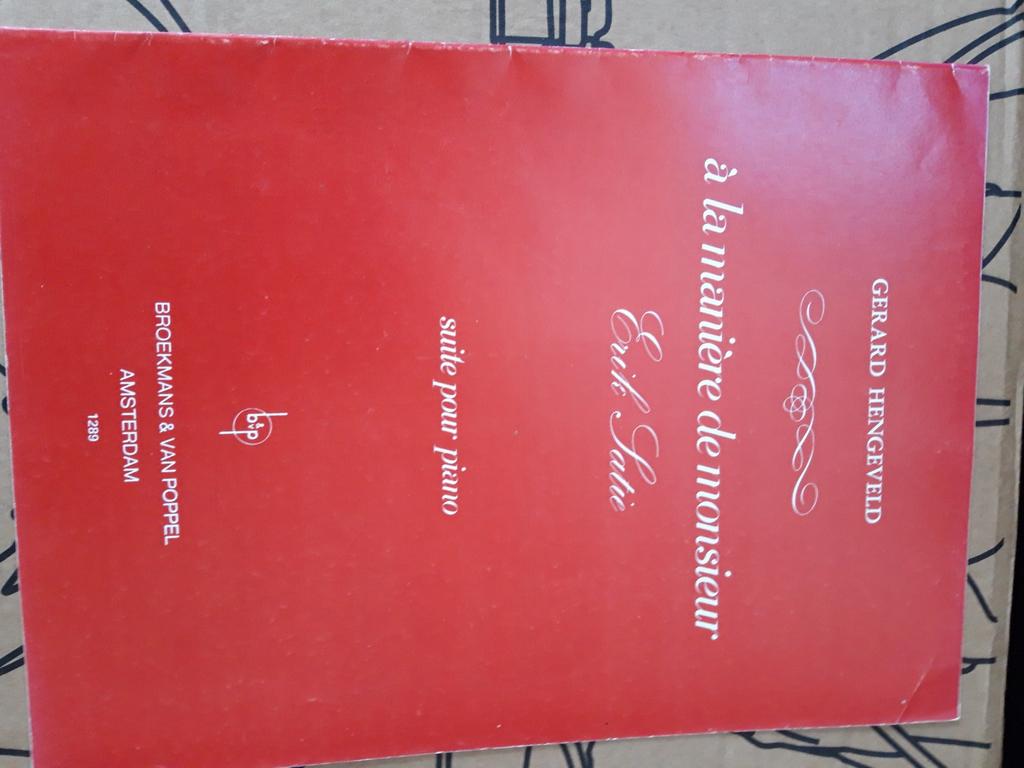 GERARD HENGEVELD
à la manière de monsieur
Erik Satie
suite pour piano
b&p
BROEKMANS & VAN POPPEL
AMSTERDAM
1289